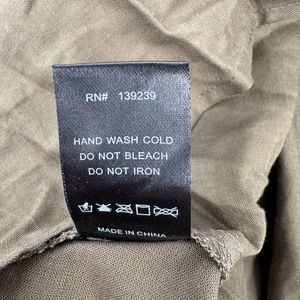 RN# 139239
HAND WASH COLD
DO NOT BLEACH
DO NOT IRON
MADE IN CHINA